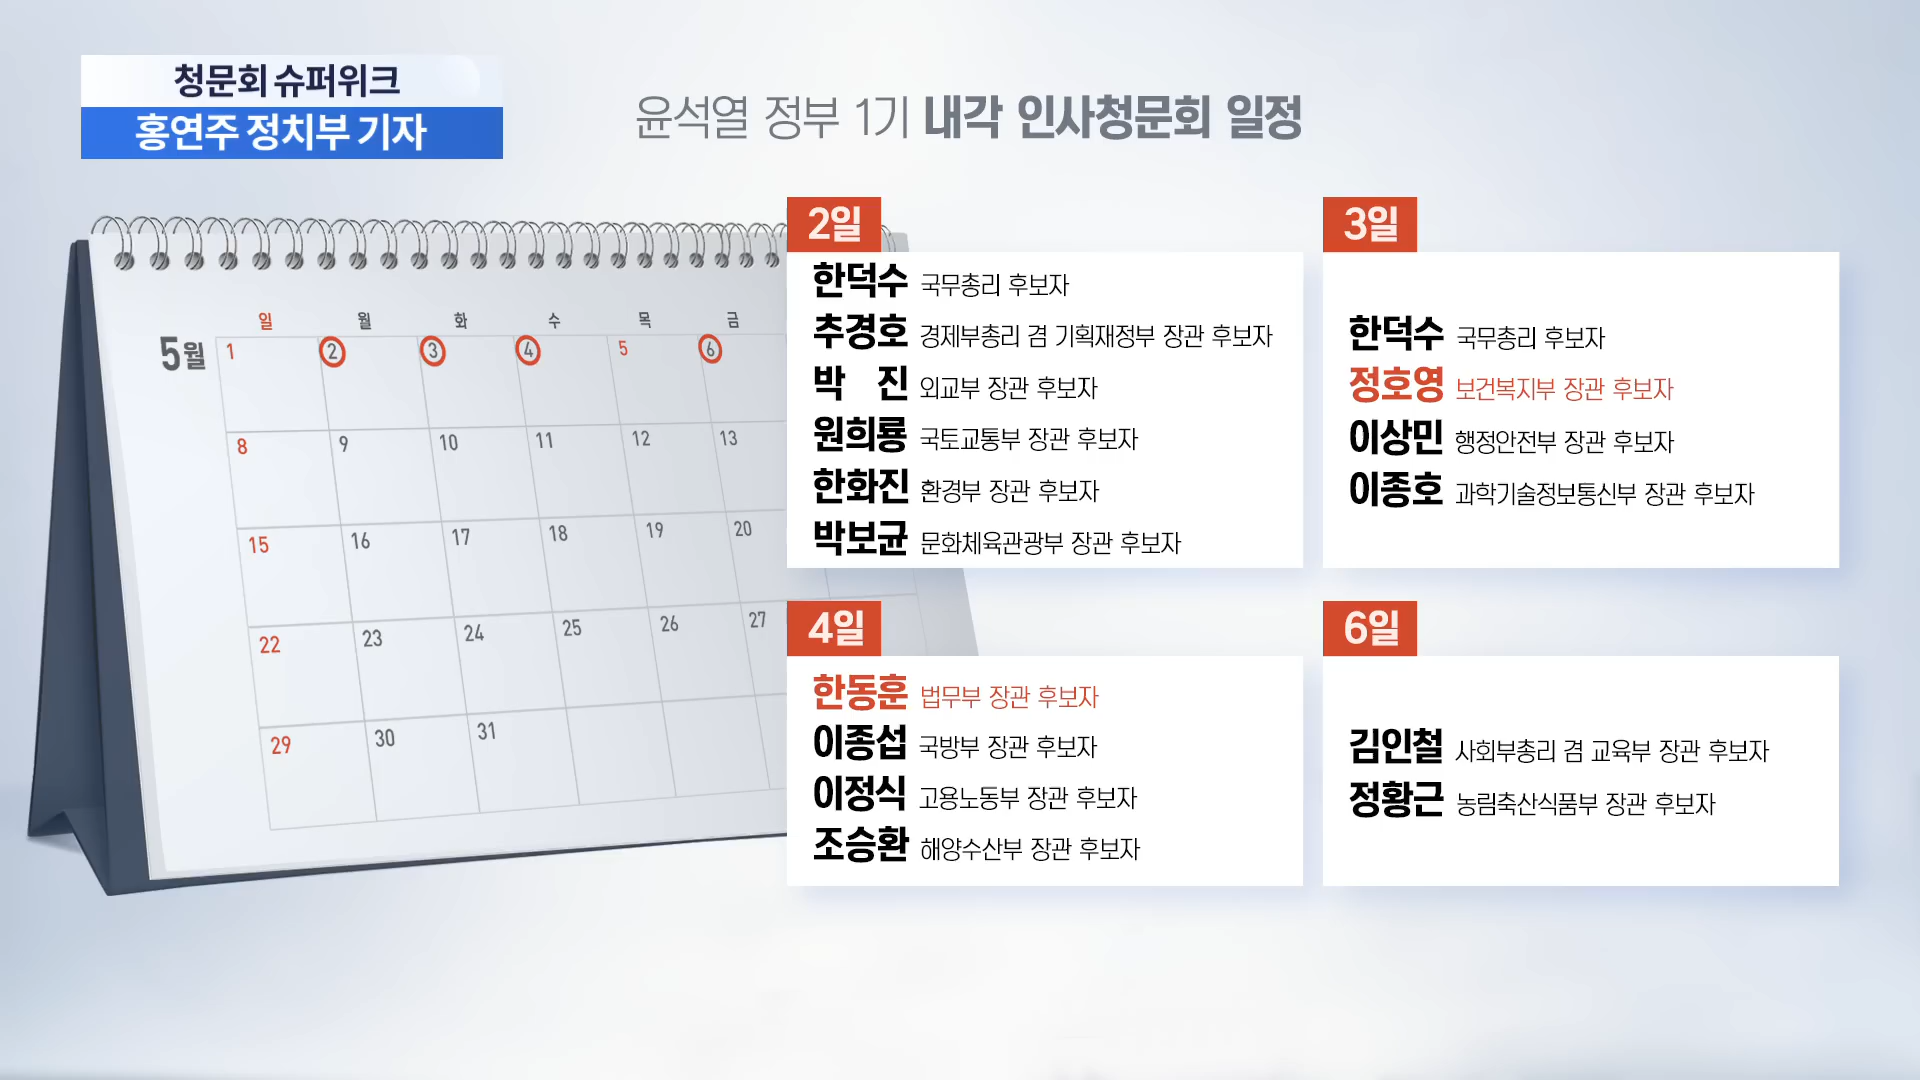 청문회 슈퍼위크
홍연주 정치부 기자
윤석열 정부 1기 내각 인사청문회 일정
5월
일 월 화 수 목 금
1 2 3 4 5 6
8 9 10 11 12 13
15 16 17 18 19 20
22 23 24 25 26 27
29 30 31
2일
한덕수 국무총리 후보자
추경호 경제부총리 겸 기획재정부 장관 후보자
박 진 외교부 장관 후보자
원희룡 국토교통부 장관 후보자
한화진 환경부 장관 후보자
박보균 문화체육관광부 장관 후보자
3일
한덕수 국무총리 후보자
정호영 보건복지부 장관 후보자
이상민 행정안전부 장관 후보자
이종호 과학기술정보통신부 장관 후보자
4일
한동훈 법무부 장관 후보자
이종섭 국방부 장관 후보자
이정식 고용노동부 장관 후보자
조승환 해양수산부 장관 후보자
6일
김인철 사회부총리 겸 교육부 장관 후보자
정황근 농림축산식품부 장관 후보자